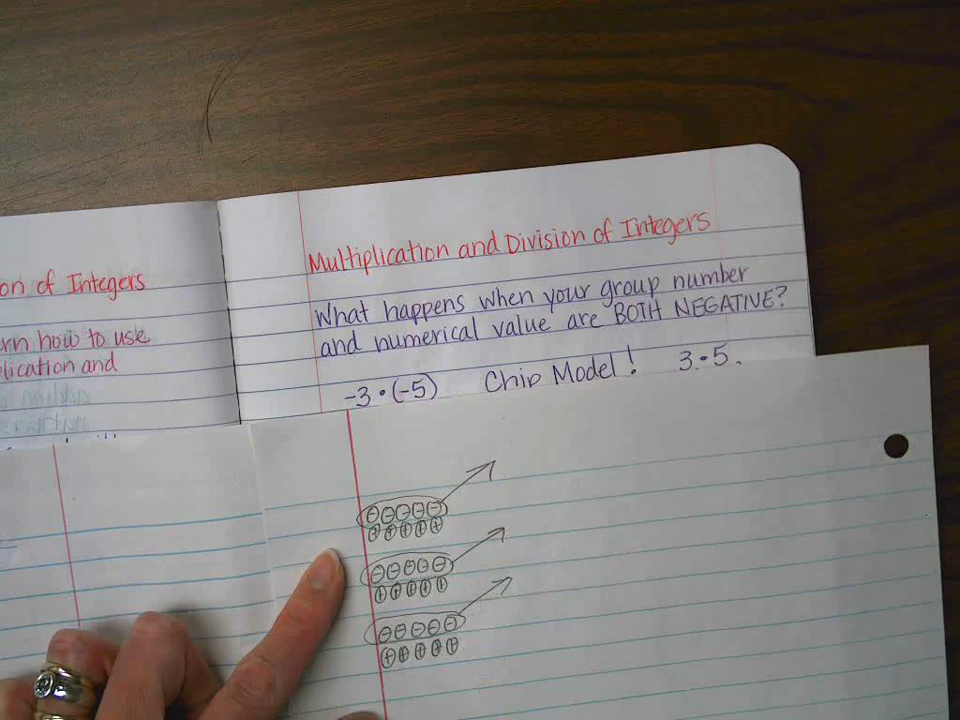 on of Integers
rn how to use
lication and
Multiplication and Division of Integers
What happens when your group number
and numerical value are BOTH NEGATIVE?
-3 • (-5) Chip Model! 3 • 5.
- - - - -
+ + + + +
- - - - -
+ + + + +
- - - - -
+ + + + +